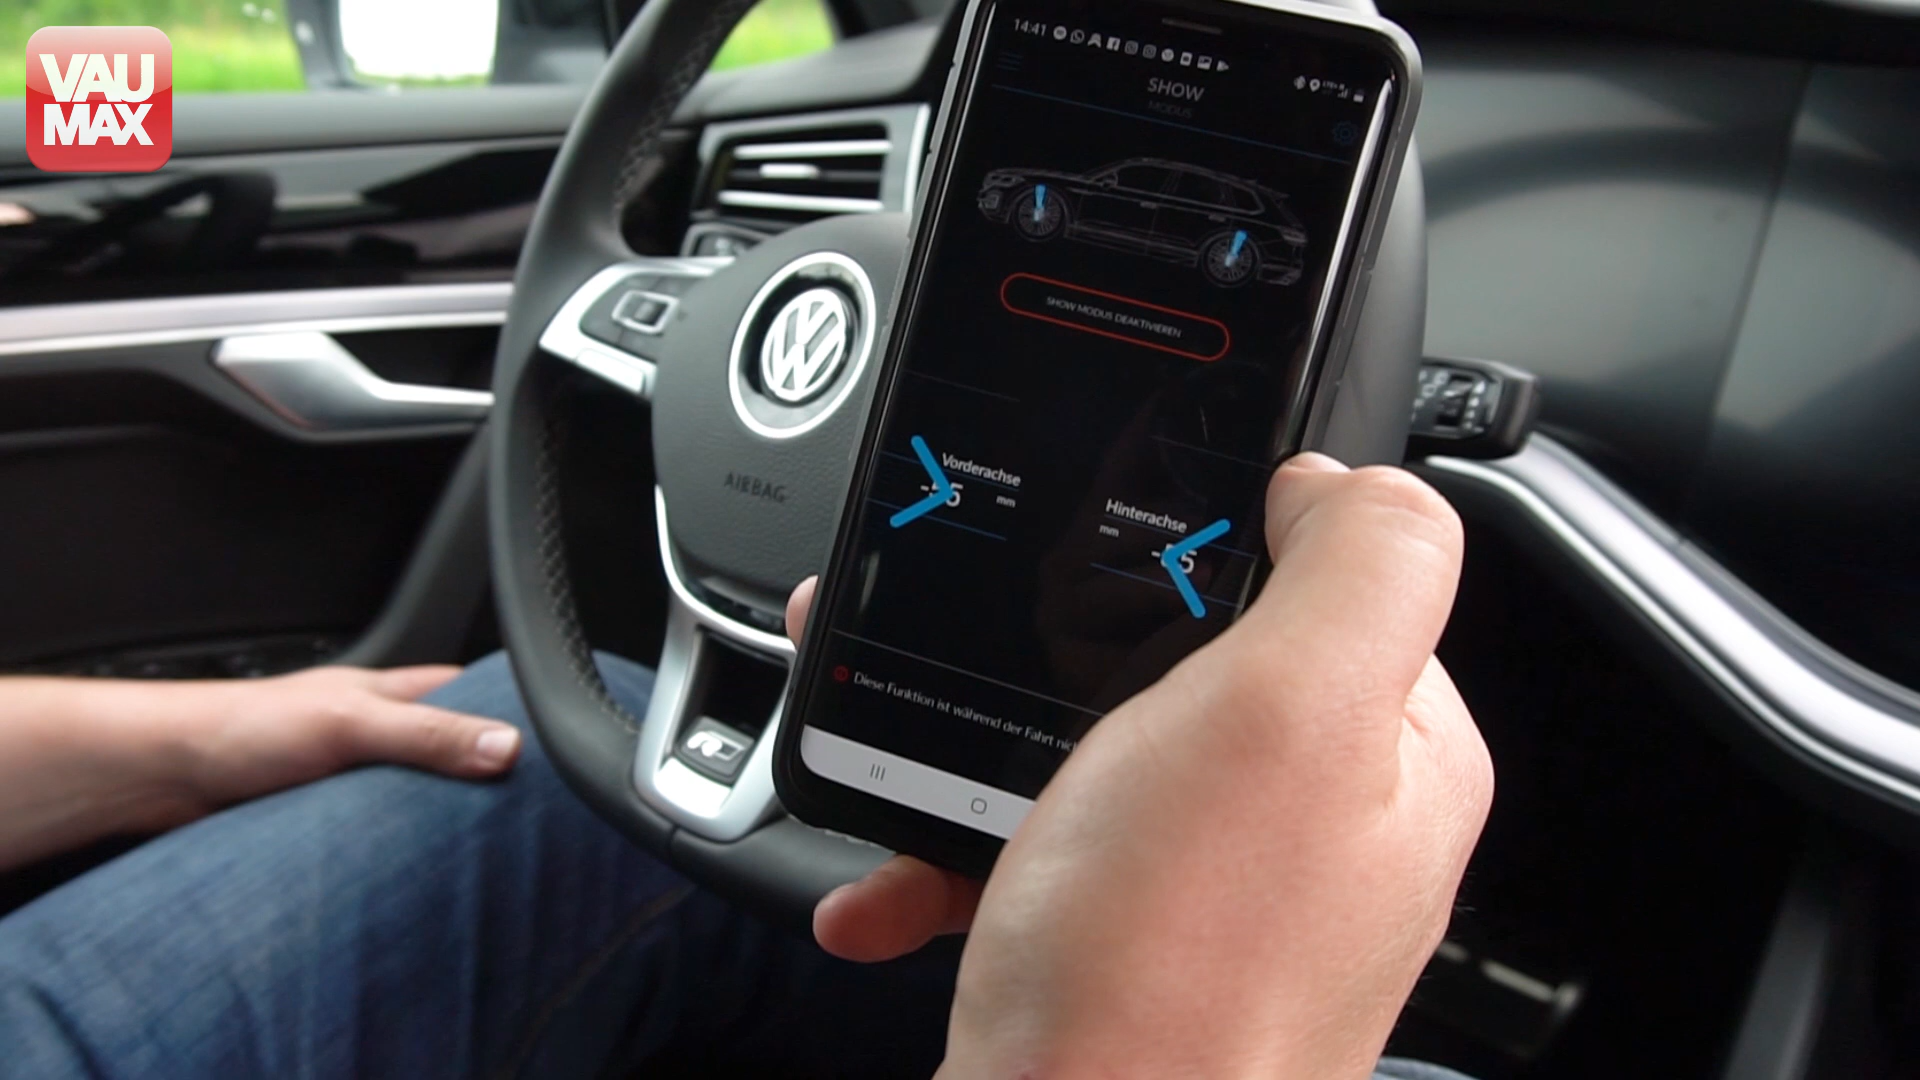 VAU
MAX
14:41
SHOW
MODUS
SHOW MODUS DEAKTIVIEREN
Vorderachse
mm
Hinterachse
mm
AIRBAG
Diese Funktion ist während der Fahrt
R